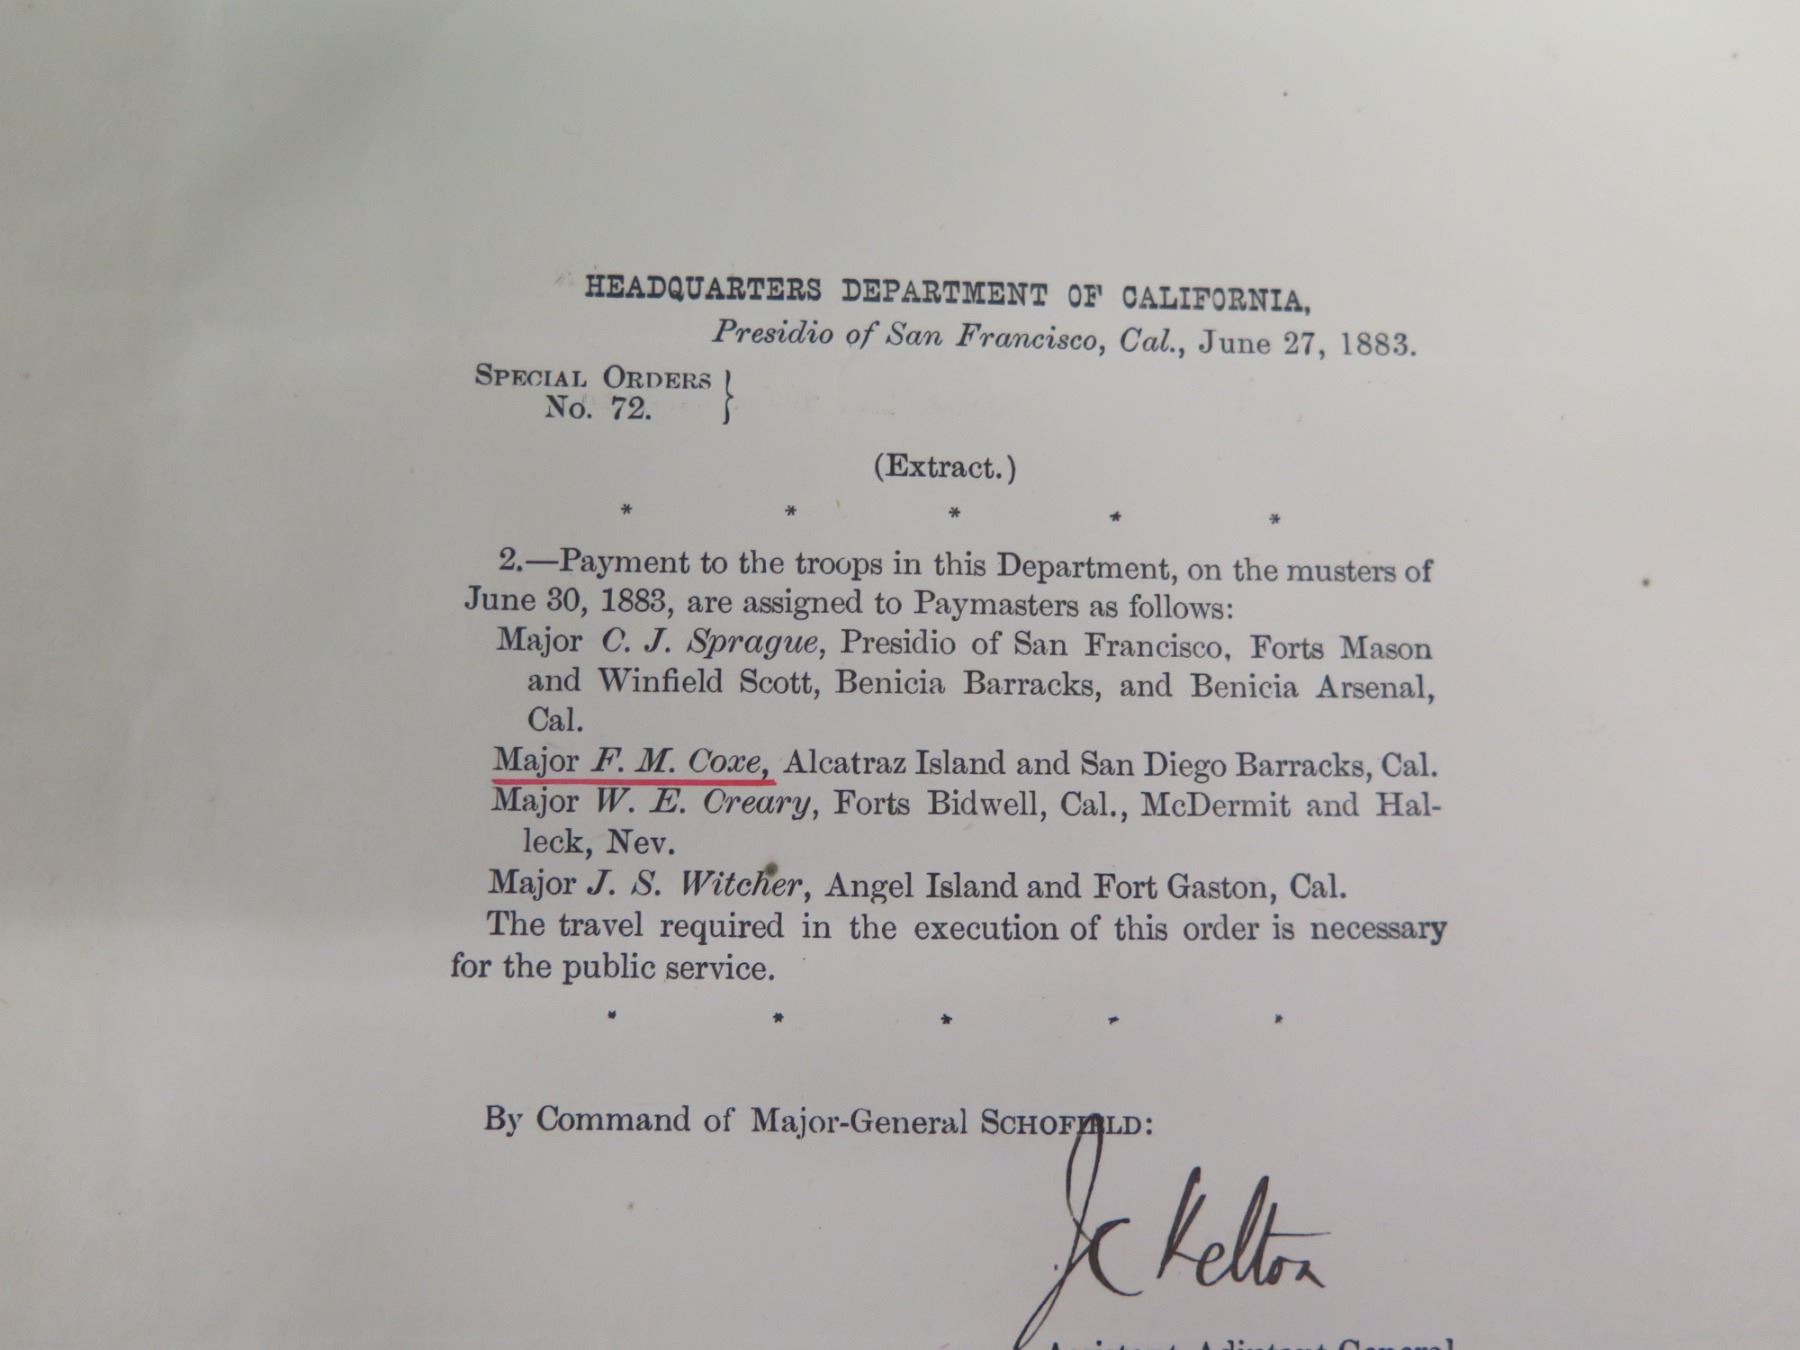 HEADQUARTERS DEPARTMENT OF CALIFORNIA,
Presidio of San Francisco, Cal., June 27, 1883.
SPECIAL ORDERS }
No. 72.
(Extract.)
* * * * *
2.—Payment to the troops in this Department, on the musters of
June 30, 1883, are assigned to Paymasters as follows:
Major C. J. Sprague, Presidio of San Francisco, Forts Mason
and Winfield Scott, Benicia Barracks, and Benicia Arsenal,
Cal.
Major F. M. Coxe, Alcatraz Island and San Diego Barracks, Cal.
Major W. E. Creary, Forts Bidwell, Cal., McDermit and Hal-
leck, Nev.
Major J. S. Witcher, Angel Island and Fort Gaston, Cal.
The travel required in the execution of this order is necessary
for the public service.
* * * * *
By Command of Major-General SCHOFIELD:
J C Kelton
Assistant Adjutant General